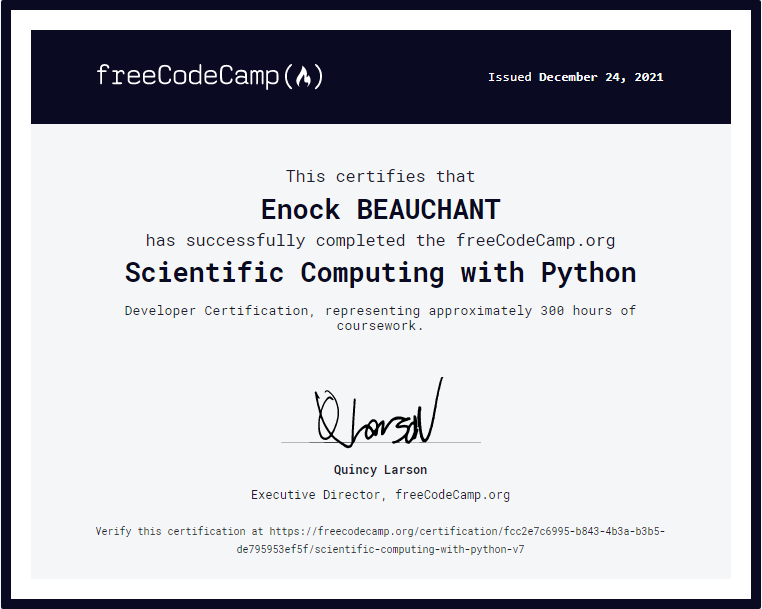 freeCodeCamp(🔥)
Issued December 24, 2021
This certifies that
Enock BEAUCHANT
has successfully completed the freeCodeCamp.org
Scientific Computing with Python
Developer Certification, representing approximately 300 hours of
coursework.
Q Larson
Quincy Larson
Executive Director, freeCodeCamp.org
Verify this certification at https://freecodecamp.org/certification/fcc2e7c6995-b843-4b3a-b3b5-
de795953ef5f/scientific-computing-with-python-v7